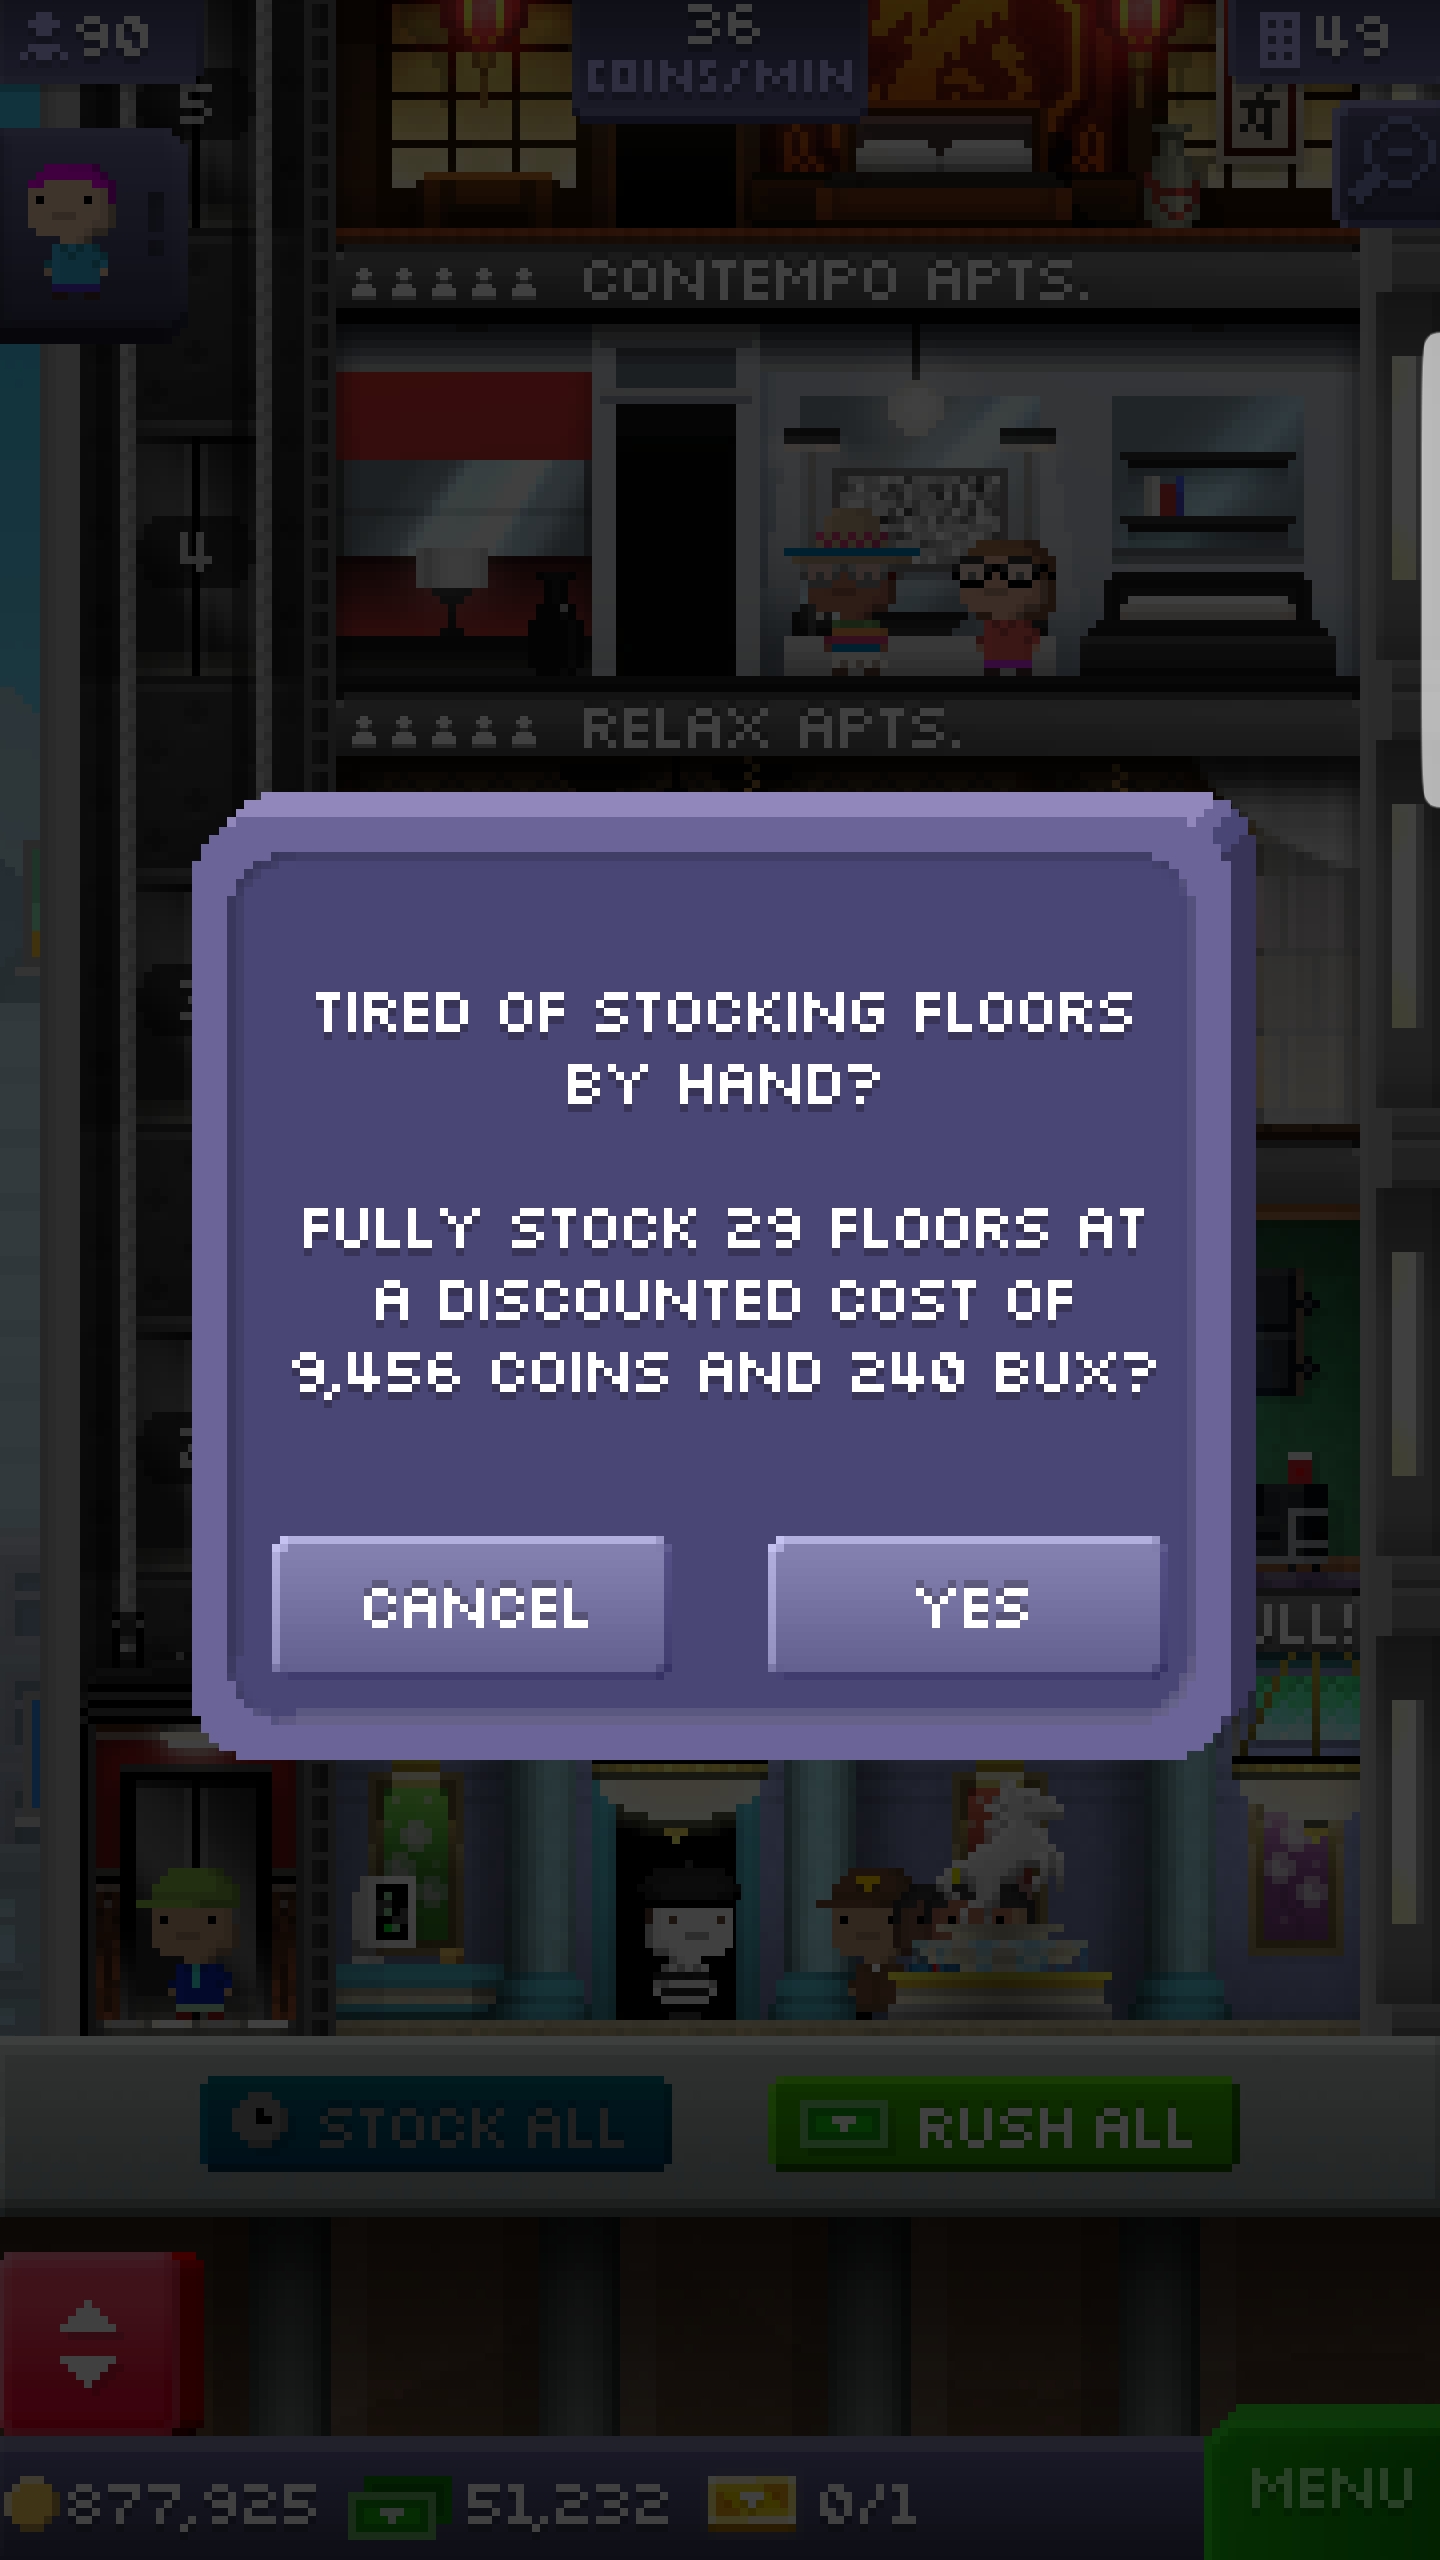 90
36
COINS/MIN
49
5
!
CONTEMPO APTS.
4
RELAX APTS.
TIRED OF STOCKING FLOORS
BY HAND?
FULLY STOCK 29 FLOORS AT
A DISCOUNTED COST OF
9,456 COINS AND 240 BUX?
CANCEL
YES
STOCK ALL
RUSH ALL
877,925
51,232
0/1
MENU